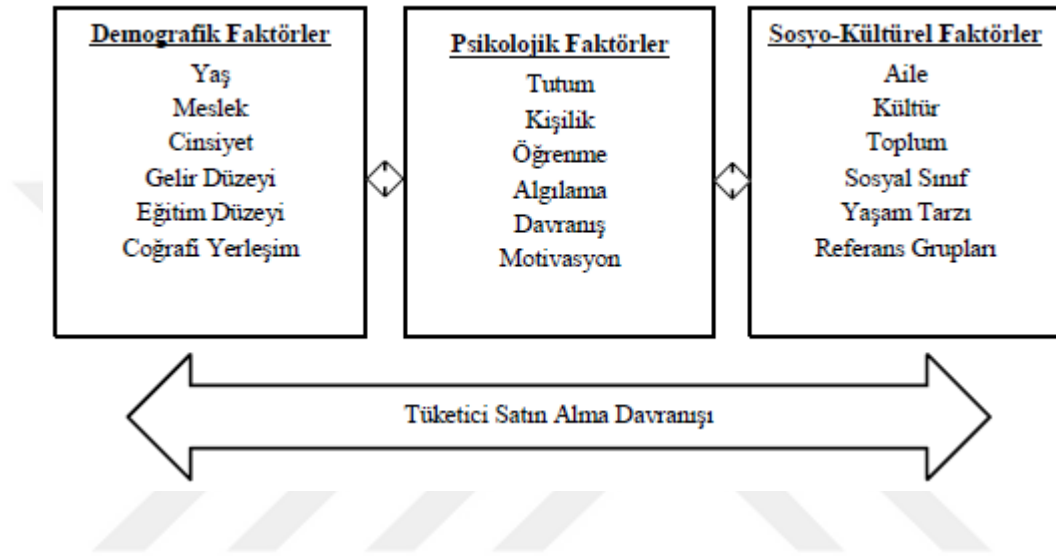 Demografik Faktörler
Yaş
Meslek
Cinsiyet
Gelir Düzeyi
Eğitim Düzeyi
Coğrafi Yerleşim
Psikolojik Faktörler
Tutum
Kişilik
Öğrenme
Algılama
Davranış
Motivasyon
Sosyo-Kültürel Faktörler
Aile
Kültür
Toplum
Sosyal Sınıf
Yaşam Tarzı
Referans Grupları
Tüketici Satın Alma Davranışı